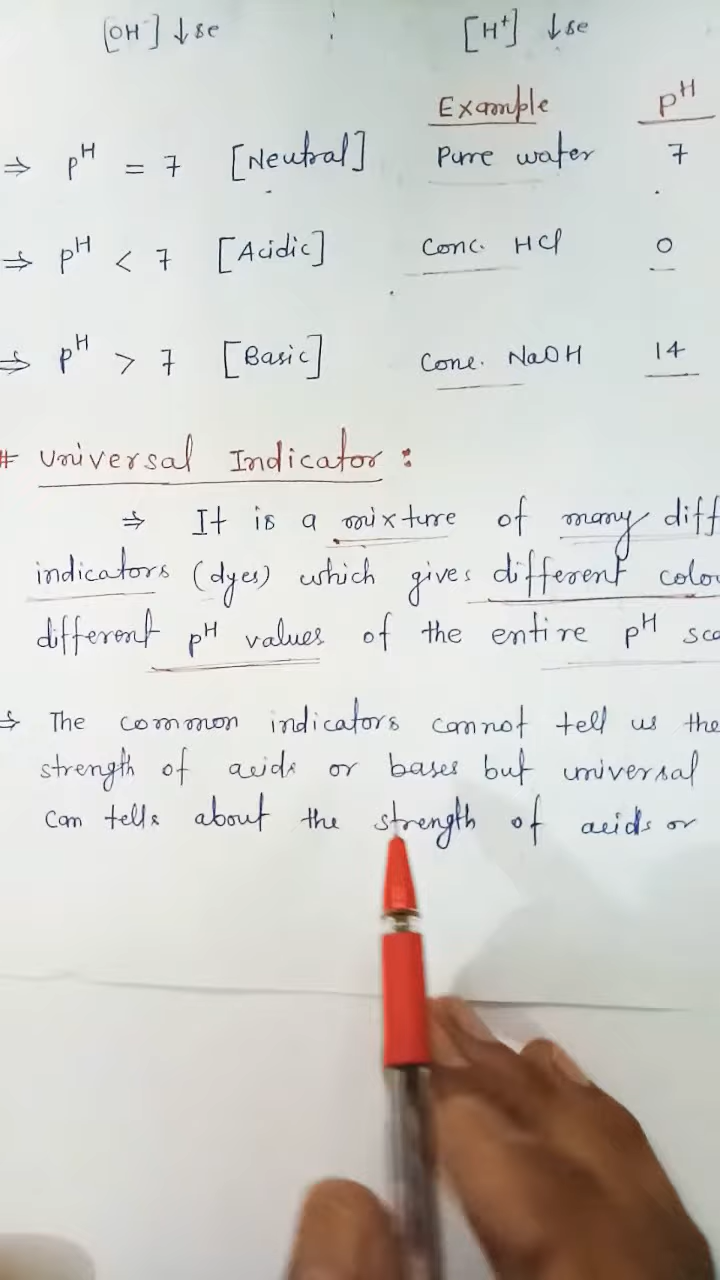 [OH⁻] ↓se : [H⁺] ↓se
Example pH
⇒ pH = 7 [Neutral] Pure water 7
⇒ pH < 7 [Acidic] Conc. HCl 0
⇒ pH > 7 [Basic] Conc. NaOH 14
# Universal Indicator :
⇒ It is a mixture of many diff
indicators (dyes) which gives different colou
different pH values of the entire pH sca
⇒ The common indicators cannot tell us the
strength of acids or bases but universal
can tells about the strength of acids or